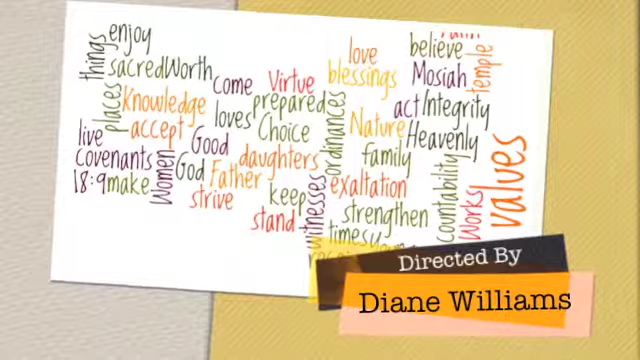 enjoy
things
sacred
Worth
places
Knowledge
accept
live
covenants
18:9
make
Women
God
Good
come
loves
Virtue
prepared
Choice
daughters
Father
strive
keep
stand
witnesses
ordinances
love
blessings
believe
Mosiah
temple
act
Integrity
Nature
Heavenly
family
exaltation
strengthen
times
countability
Works
values
Directed By
Diane Williams